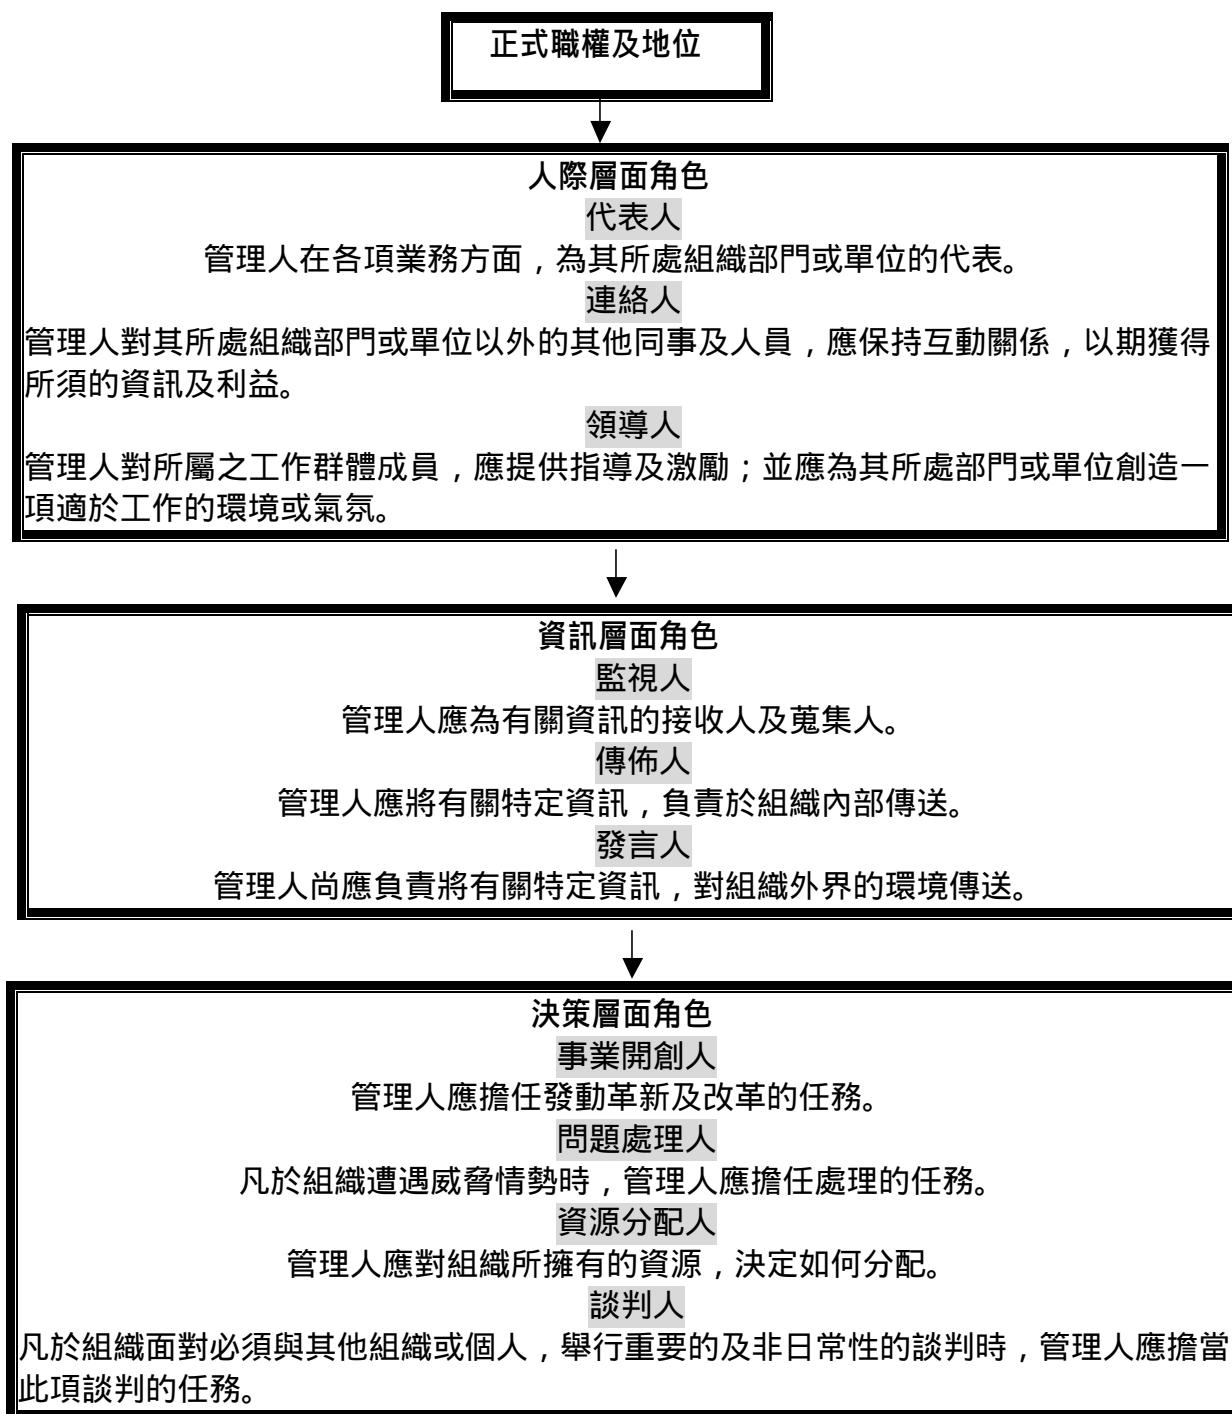 正式職權及地位
人際層面角色
代表人
管理人在各項業務方面，為其所處組織部門或單位的代表。
連絡人
管理人對其所處組織部門或單位以外的其他同事及人員，應保持互動關係，以期獲得
所須的資訊及利益。
領導人
管理人對所屬之工作群體成員，應提供指導及激勵；並應為其所處部門或單位創造一
項適於工作的環境或氣氛。
資訊層面角色
監視人
管理人應為有關資訊的接收人及蒐集人。
傳佈人
管理人應將有關特定資訊，負責於組織內部傳送。
發言人
管理人尚應負責將有關特定資訊，對組織外界的環境傳送。
決策層面角色
事業開創人
管理人應擔任發動革新及改革的任務。
問題處理人
凡於組織遭遇威脅情勢時，管理人應擔任處理的任務。
資源分配人
管理人應對組織所擁有的資源，決定如何分配。
談判人
凡於組織面對必須與其他組織或個人，舉行重要的及非日常性的談判時，管理人應擔當
此項談判的任務。